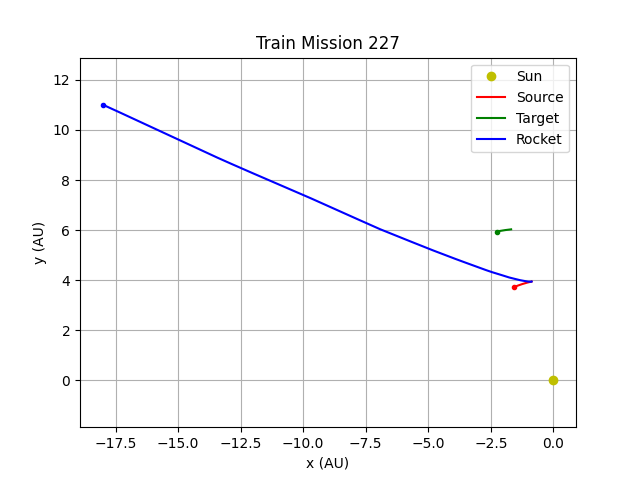 Train Mission 227
Sun
Source
Target
Rocket
12
10
8
6
4
2
0
y (AU)
−17.5 −15.0 −12.5 −10.0 −7.5 −5.0 −2.5 0.0
x (AU)